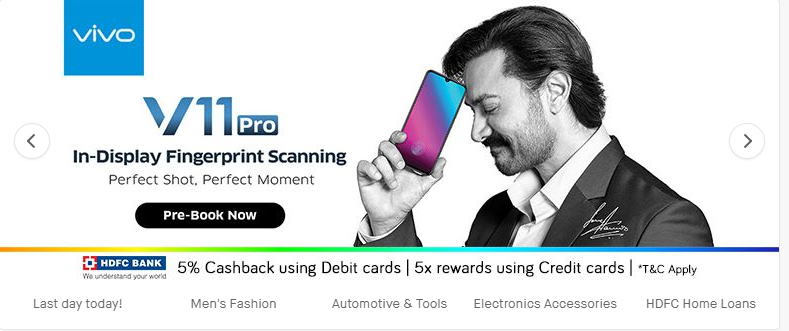 vivo
V11 Pro
In-Display Fingerprint Scanning
Perfect Shot, Perfect Moment
Pre-Book Now
HDFC BANK
We understand your world
5% Cashback using Debit cards | 5x rewards using Credit cards | *T&C Apply
Last day today!
Men's Fashion
Automotive & Tools
Electronics Accessories
HDFC Home Loans